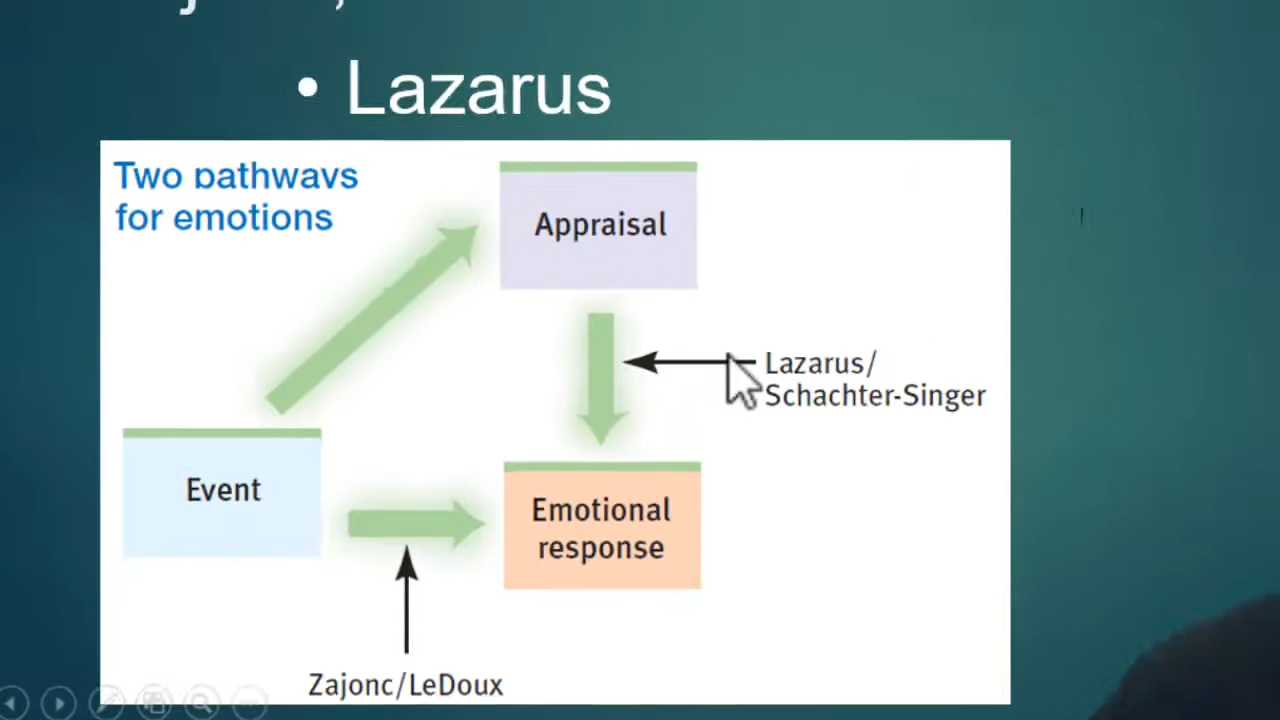 • Lazarus
Two pathways
for emotions
Appraisal
Lazarus/
Schachter-Singer
Event
Emotional
response
Zajonc/LeDoux